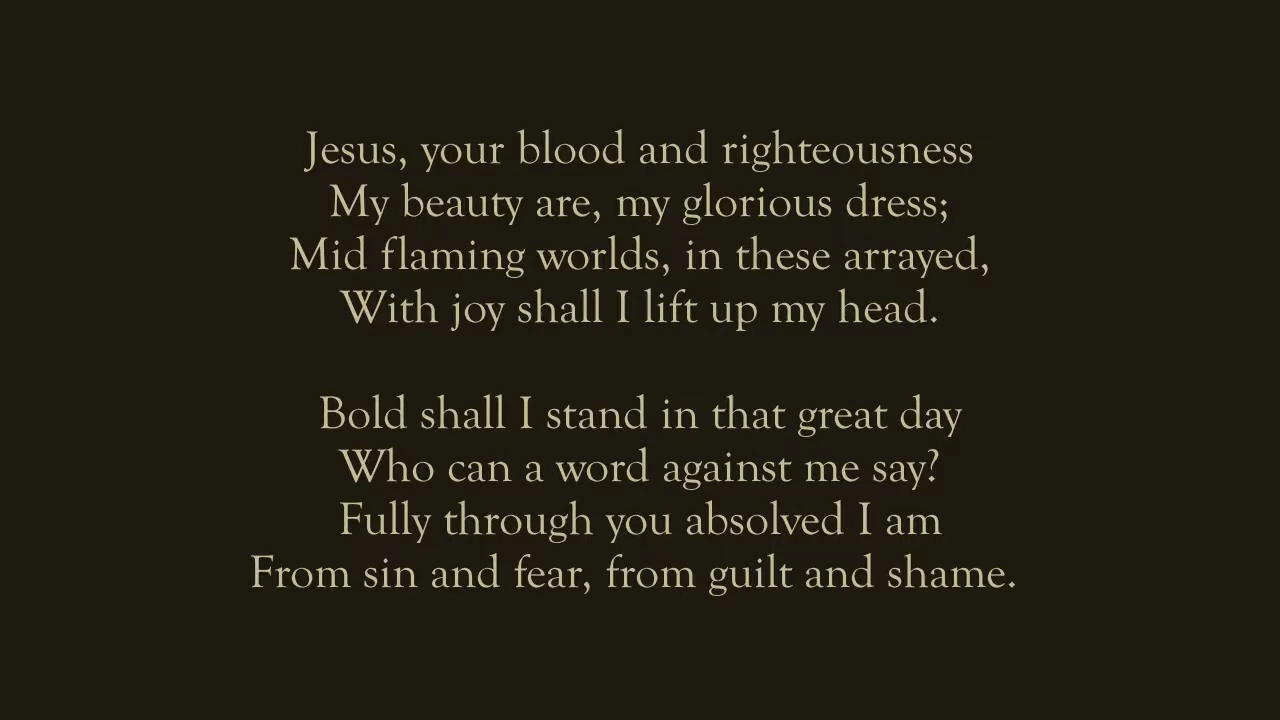 Jesus, your blood and righteousness
My beauty are, my glorious dress;
Mid flaming worlds, in these arrayed,
With joy shall I lift up my head.
Bold shall I stand in that great day
Who can a word against me say?
Fully through you absolved I am
From sin and fear, from guilt and shame.